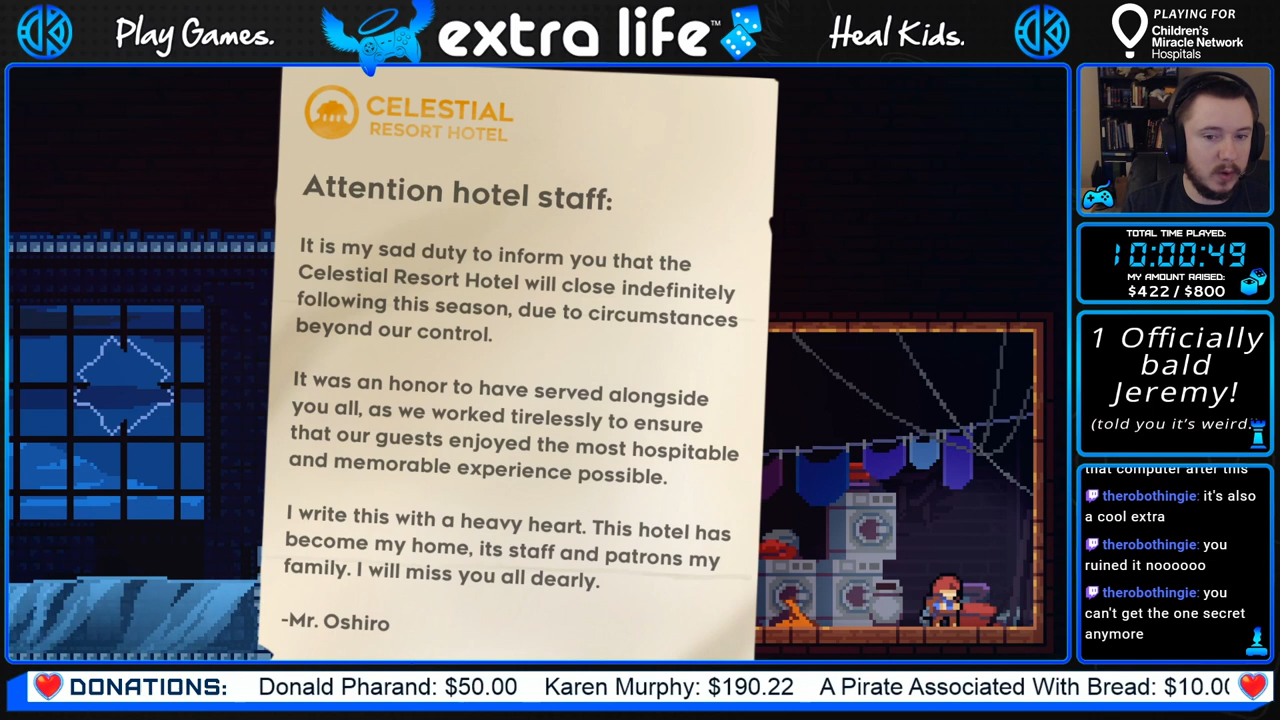 Play Games.
extra life™
Heal Kids.
PLAYING FOR
Children's
Miracle Network
Hospitals
CELESTIAL
RESORT HOTEL
Attention hotel staff:
It is my sad duty to inform you that the
Celestial Resort Hotel will close indefinitely
following this season, due to circumstances
beyond our control.
It was an honor to have served alongside
you all, as we worked tirelessly to ensure
that our guests enjoyed the most hospitable
and memorable experience possible.
I write this with a heavy heart. This hotel has
become my home, its staff and patrons my
family. I will miss you all dearly.
-Mr. Oshiro
TOTAL TIME PLAYED:
10:00:49
MY AMOUNT RAISED:
$422 / $800
1 Officially
bald
Jeremy!
(told you it's weird.
that computer after this
therobothingie: it's also
a cool extra
therobothingie: you
ruined it noooooo
therobothingie: you
can't get the one secret
anymore
DONATIONS: Donald Pharand: $50.00 Karen Murphy: $190.22 A Pirate Associated With Bread: $10.00